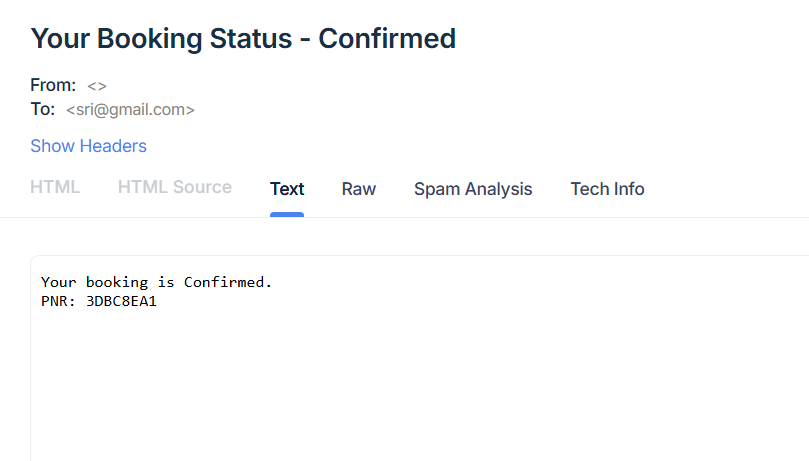 Your Booking Status - Confirmed
From: <>
To: <sri@gmail.com>
Show Headers
HTML HTML Source Text Raw Spam Analysis Tech Info
Your booking is Confirmed.
PNR: 3DBC8EA1